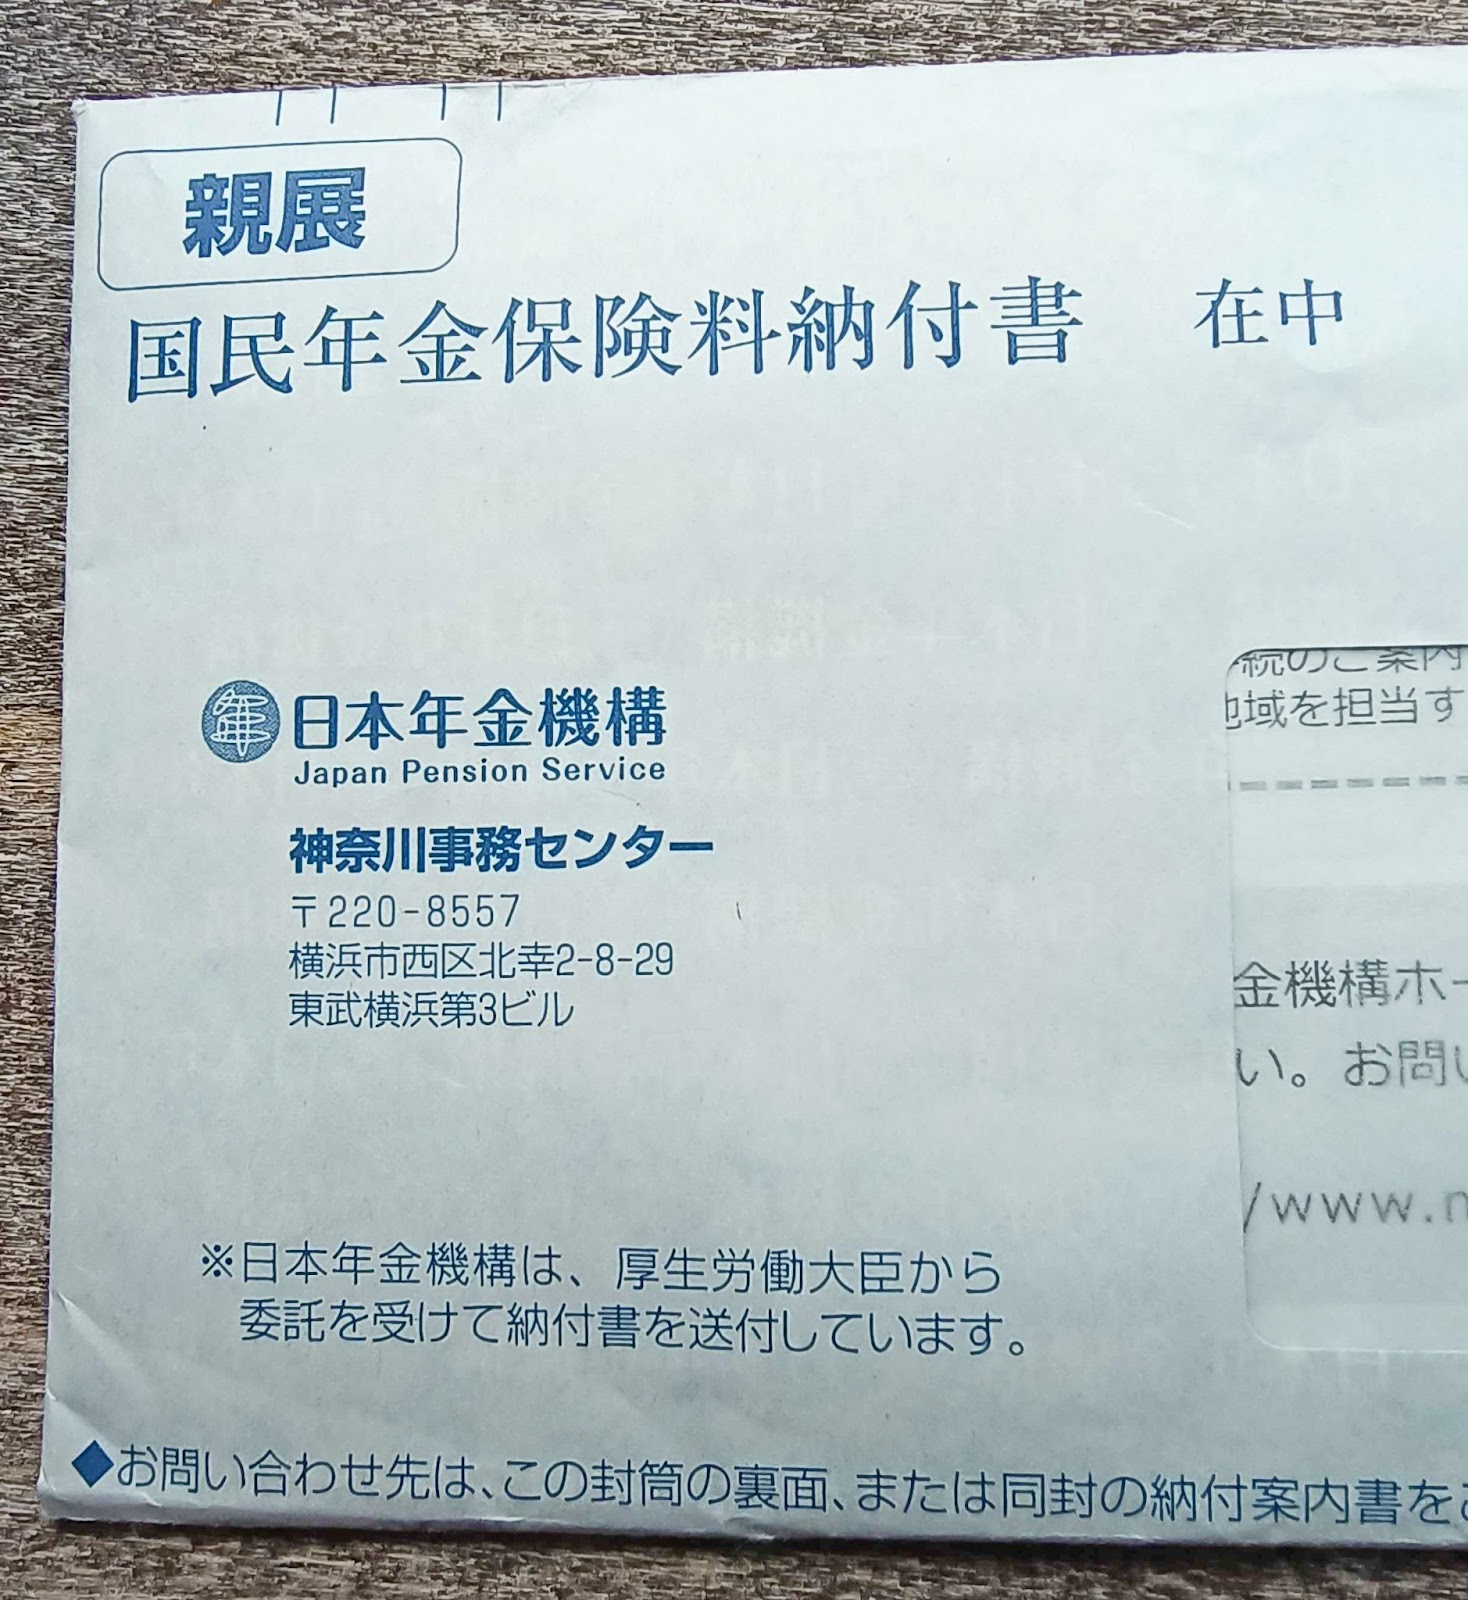 親展
国民年金保険料納付書 在中
日本年金機構
Japan Pension Service
神奈川事務センター
〒220-8557
横浜市西区北幸2-8-29
東武横浜第3ビル
続のご案内
地域を担当す
金機構ホー
い。お問い
/www.n
※日本年金機構は、厚生労働大臣から
委託を受けて納付書を送付しています。
◆お問い合わせ先は、この封筒の裏面、または同封の納付案内書を